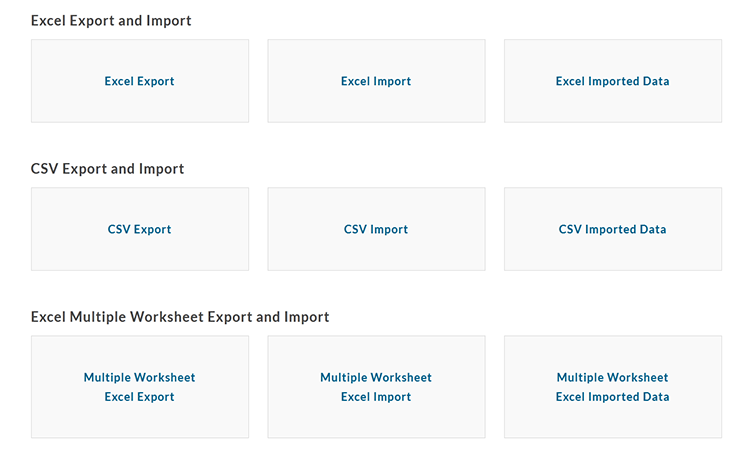 Excel Export and Import
Excel Export
Excel Import
Excel Imported Data
CSV Export and Import
CSV Export
CSV Import
CSV Imported Data
Excel Multiple Worksheet Export and Import
Multiple Worksheet
Excel Export
Multiple Worksheet
Excel Import
Multiple Worksheet
Excel Imported Data